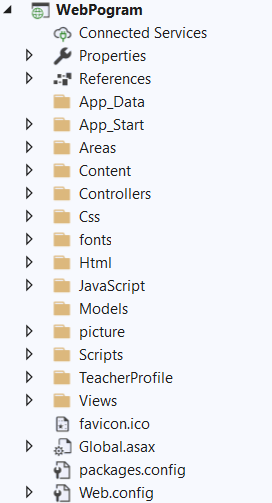 WebPogram
Connected Services
Properties
References
App_Data
App_Start
Areas
Content
Controllers
Css
fonts
Html
JavaScript
Models
picture
Scripts
TeacherProfile
Views
favicon.ico
Global.asax
packages.config
Web.config